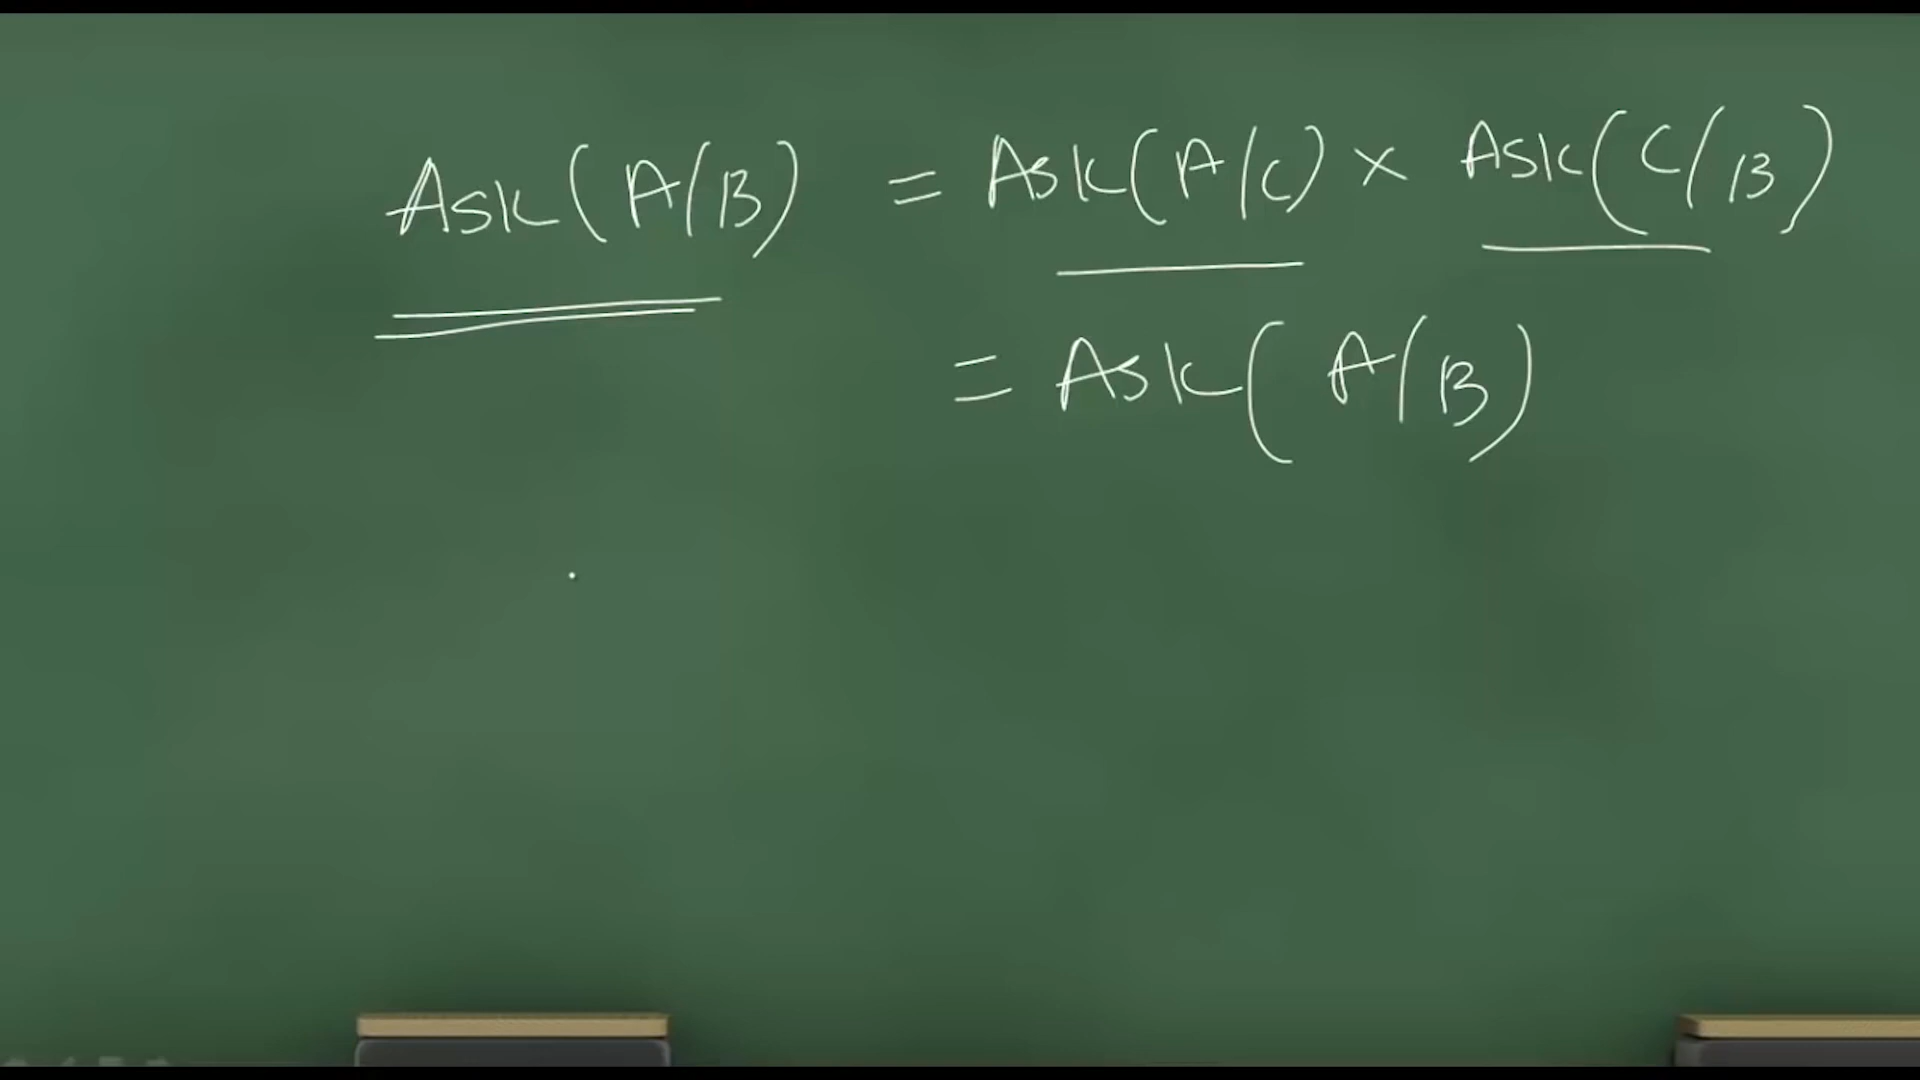 Ask(A/B) = Ask(A/C) × Ask(C/B)
= Ask(A/B)